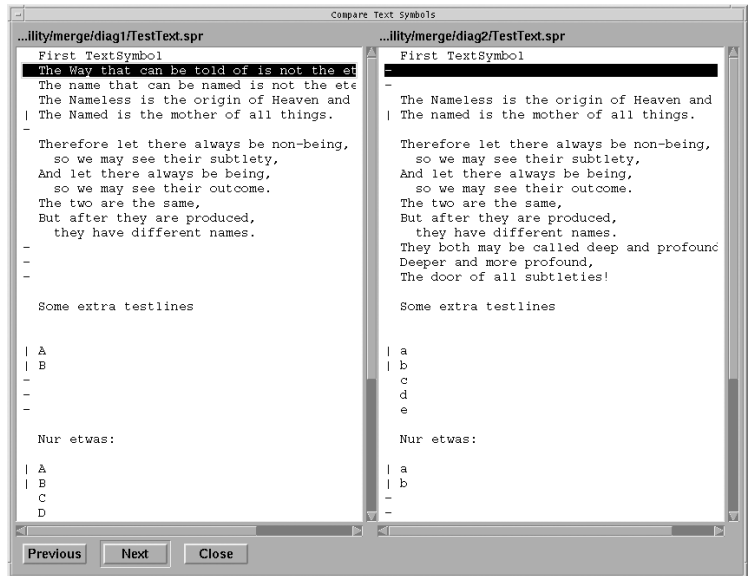 Compare Text Symbols
...ility/merge/diag1/TestText.spr
First TextSymbol
The Way that can be told of is not the et
The name that can be named is not the ete
The Nameless is the origin of Heaven and
| The Named is the mother of all things.
-
Therefore let there always be non-being,
so we may see their subtlety,
And let there always be being,
so we may see their outcome.
The two are the same,
But after they are produced,
they have different names.
-
-
-
Some extra testlines
| A
| B
-
-
-
Nur etwas:
| A
| B
C
D
...ility/merge/diag2/TestText.spr
First TextSymbol
-
-
The Nameless is the origin of Heaven and
| The Named is the mother of all things.
Therefore let there always be non-being,
so we may see their subtlety,
And let there always be being,
so we may see their outcome.
The two are the same,
But after they are produced,
they have different names.
They both may be called deep and profound
Deeper and more profound,
The door of all subtleties!
Some extra testlines
| a
| b
c
d
e
Nur etwas:
| a
| b
-
-
Previous
Next
Close